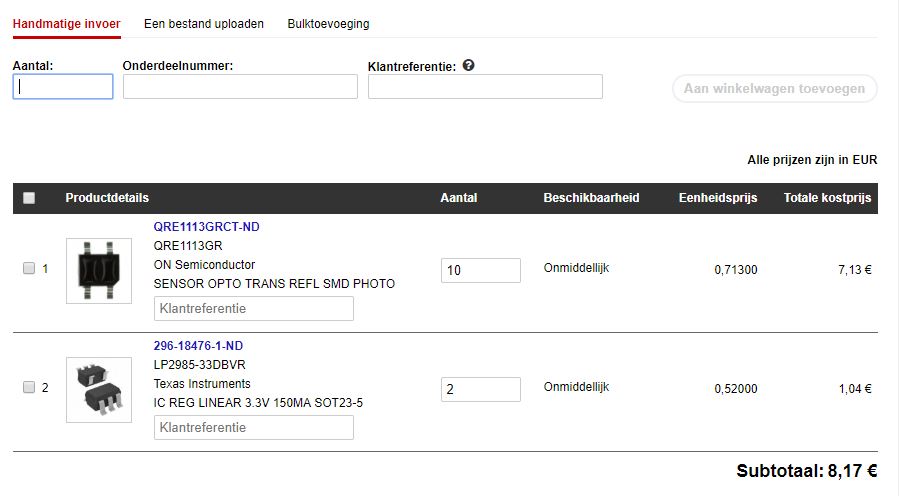 Handmatige invoer Een bestand uploaden Bulktoevoeging
Aantal: Onderdeelnummer: Klantreferentie: ?
Aan winkelwagen toevoegen
Alle prijzen zijn in EUR
Productdetails Aantal Beschikbaarheid Eenheidsprijs Totale kostprijs
QRE1113GRCT-ND
QRE1113GR
ON Semiconductor
1 10 Onmiddellijk 0,71300 7,13 €
SENSOR OPTO TRANS REFL SMD PHOTO
Klantreferentie
296-18476-1-ND
LP2985-33DBVR
Texas Instruments
2 2 Onmiddellijk 0,52000 1,04 €
IC REG LINEAR 3.3V 150MA SOT23-5
Klantreferentie
Subtotaal: 8,17 €